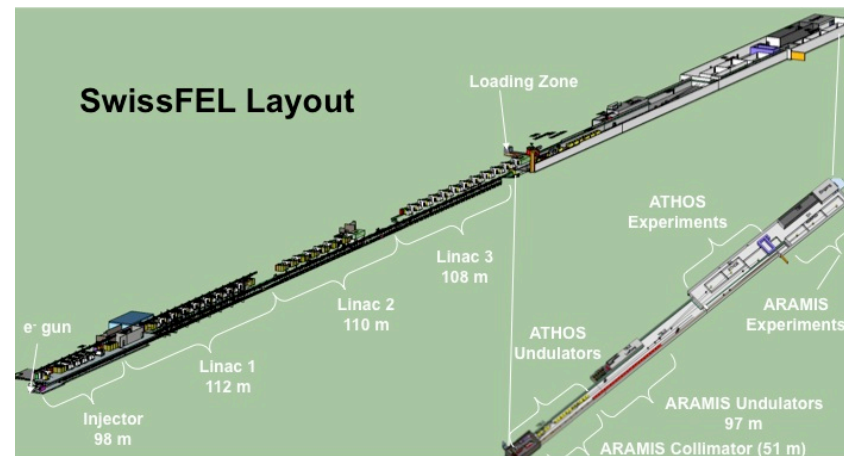 SwissFEL Layout
Loading Zone
ATHOS
Experiments
Linac 3
108 m
Linac 2
110 m
ARAMIS
Experiments
e- gun
ATHOS
Undulators
Linac 1
112 m
Injector
98 m
ARAMIS Undulators
97 m
ARAMIS Collimator (51 m)